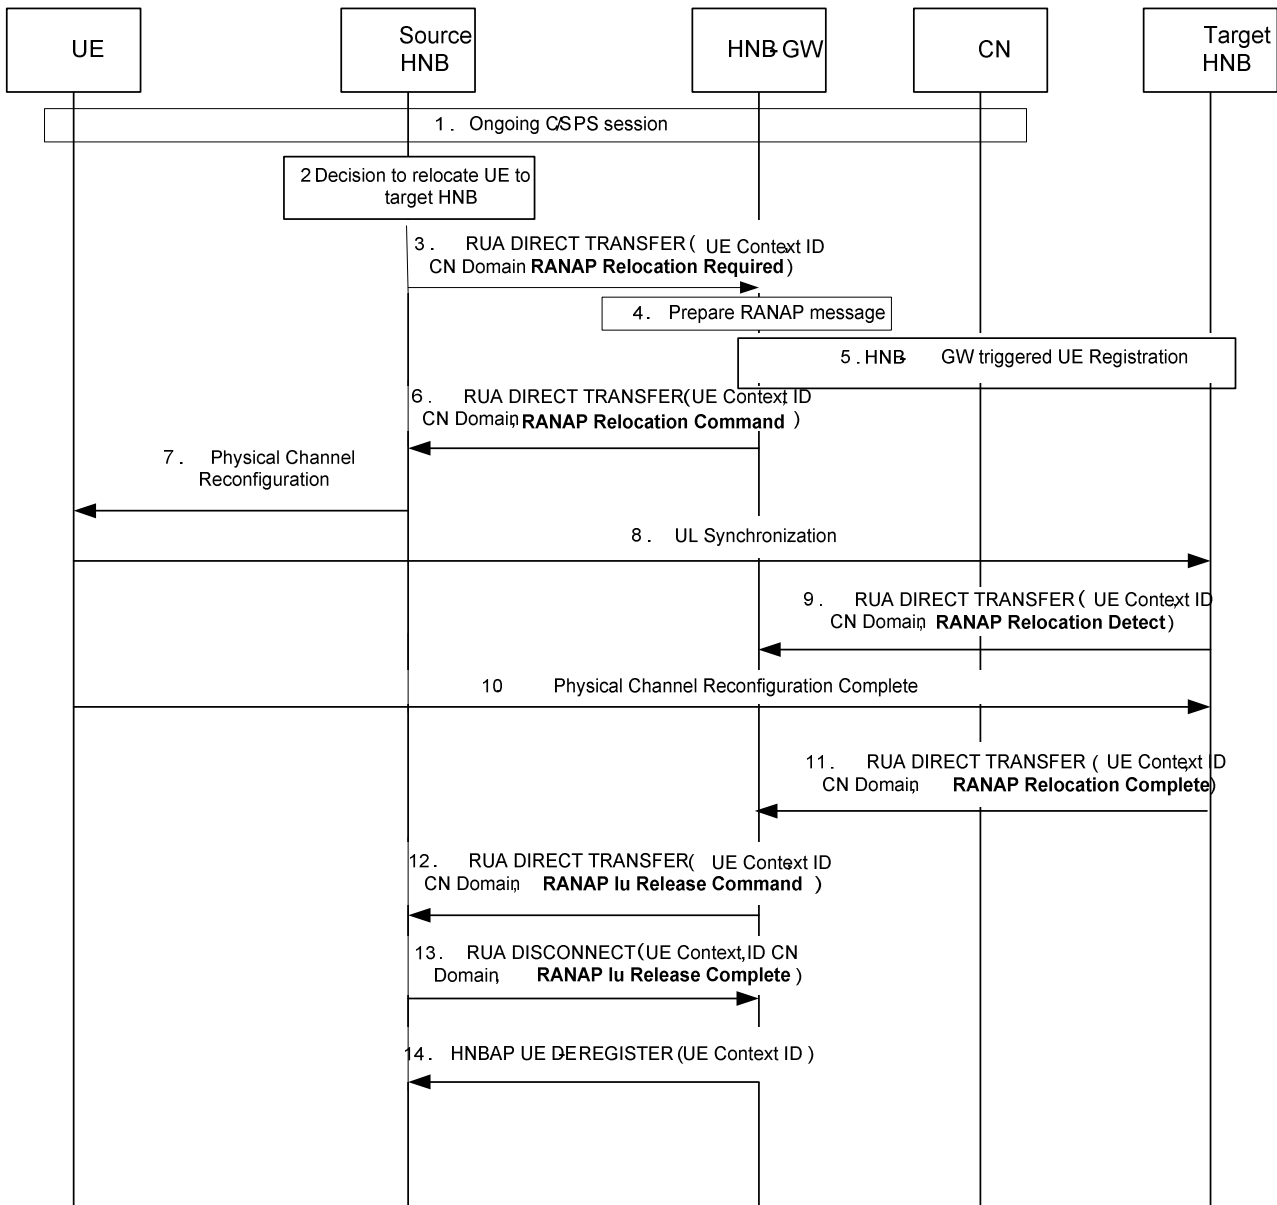 UE
Source
HNB
HNB-GW
CN
Target
HNB
1. Ongoing CS/PS session
2 Decision to relocate UE to
target HNB
3. RUA DIRECT TRANSFER( UE Context ID,
CN Domain RANAP Relocation Required)
4. Prepare RANAP message
5. HNB- GW triggered UE Registration
6. RUA DIRECT TRANSFER(UE Context ID,
CN Domain, RANAP Relocation Command )
7. Physical Channel
Reconfiguration
8. UL Synchronization
9. RUA DIRECT TRANSFER( UE Context ID,
CN Domain, RANAP Relocation Detect)
10 Physical Channel Reconfiguration Complete
11. RUA DIRECT TRANSFER ( UE Context ID,
CN Domain, RANAP Relocation Complete)
12. RUA DIRECT TRANSFER( UE Context ID,
CN Domain, RANAP Iu Release Command )
13. RUA DISCONNECT(UE Context,ID CN
Domain, RANAP Iu Release Complete)
14. HNBAP UE DE-REGISTER (UE Context ID )